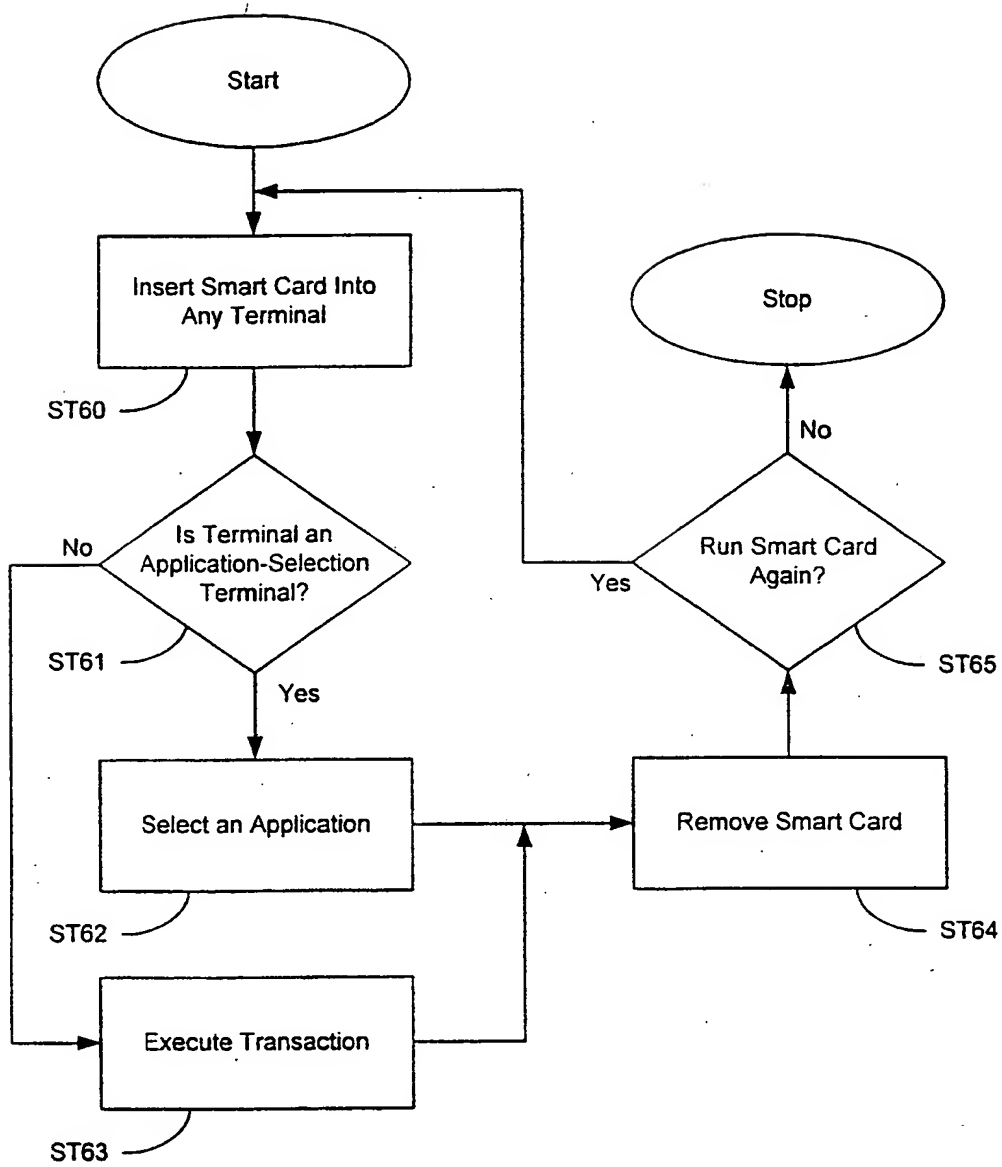 Start
Insert Smart Card Into
Any Terminal
ST60
Is Terminal an
Application-Selection
Terminal?
No
ST61
Yes
Select an Application
ST62
Execute Transaction
ST63
Stop
No
Run Smart Card
Again?
Yes
ST65
Remove Smart Card
ST64